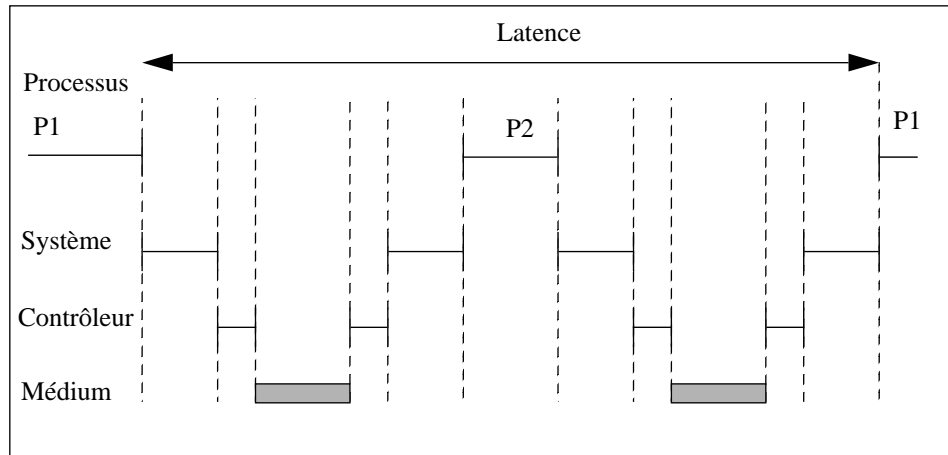 Latence
Processus
P1
P2
P1
Système
Contrôleur
Médium